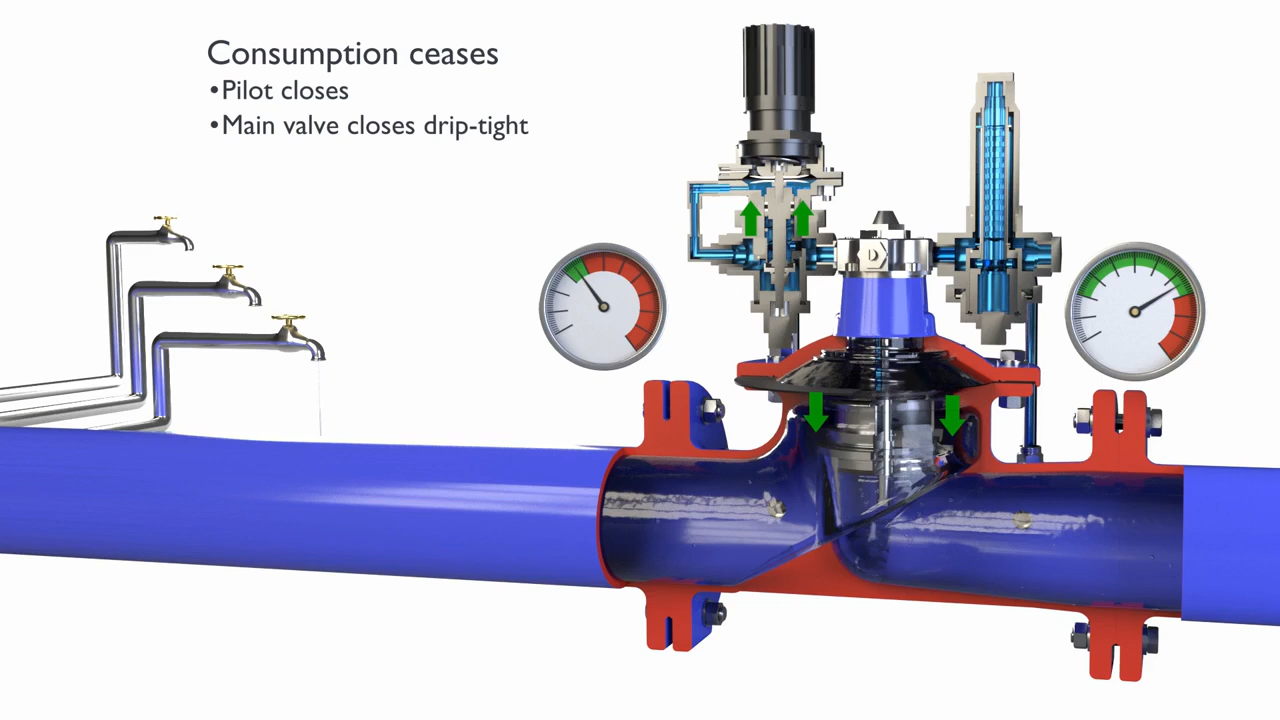 Consumption ceases
•Pilot closes
•Main valve closes drip-tight
D